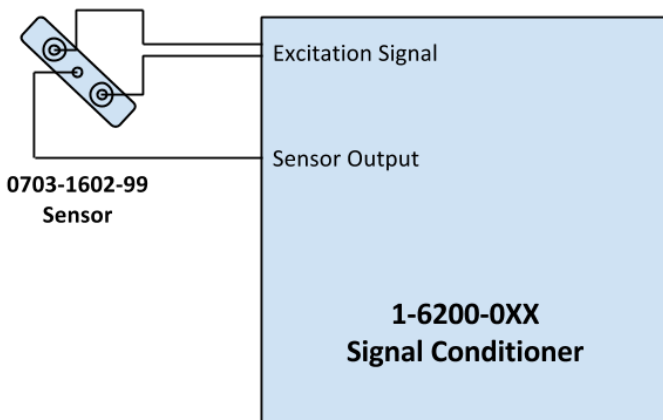 Excitation Signal
Sensor Output
0703-1602-99
Sensor
1-6200-0XX
Signal Conditioner